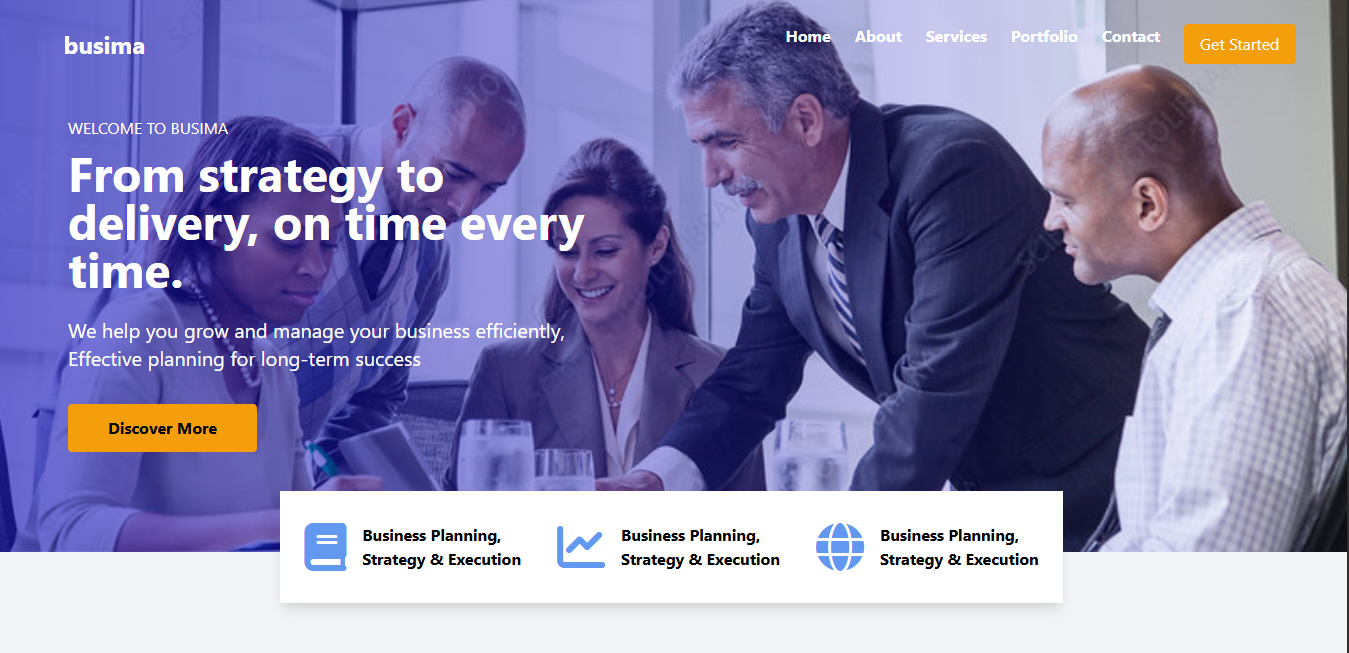 busima
Home About Services Portfolio Contact Get Started
WELCOME TO BUSIMA
From strategy to
delivery, on time every
time.
We help you grow and manage your business efficiently,
Effective planning for long-term success
Discover More
Business Planning,
Strategy & Execution
Business Planning,
Strategy & Execution
Business Planning,
Strategy & Execution